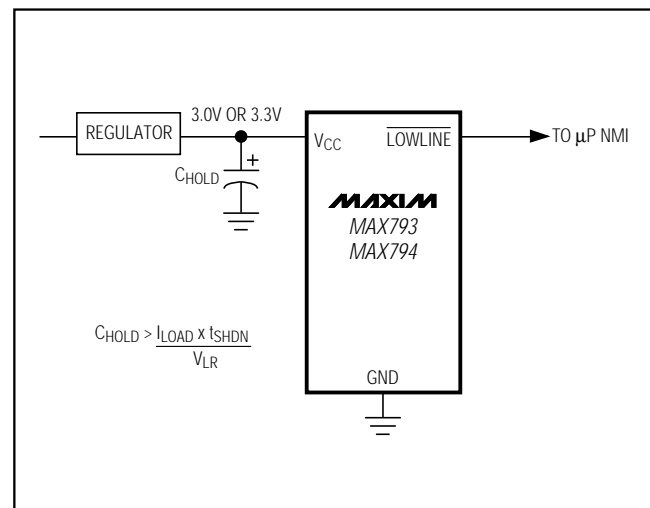 REGULATOR
3.0V OR 3.3V
+
CHOLD
VCC
LOWLINE
TO µP NMI
MAXIM
MAX793
MAX794
CHOLD > ILOAD x tSHDN
VLR
GND